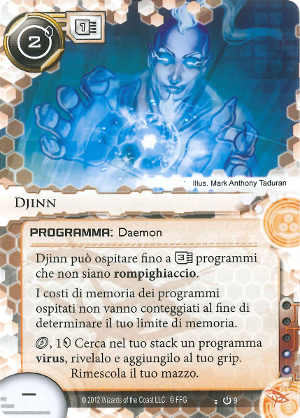 2
1
Illus. Mark Anthony Taduran
DJINN
PROGRAMMA: Daemon
Djinn può ospitare fino a 3 programmi
che non siano rompighiaccio.
I costi di memoria dei programmi
ospitati non vanno conteggiati al fine di
determinare il tuo limite di memoria.
, 1 Cerca nel tuo stack un programma
virus, rivelalo e aggiungilo al tuo grip.
Rimescola il tuo mazzo.
–
© 2012 Wizards of the Coast LLC © FFG
9